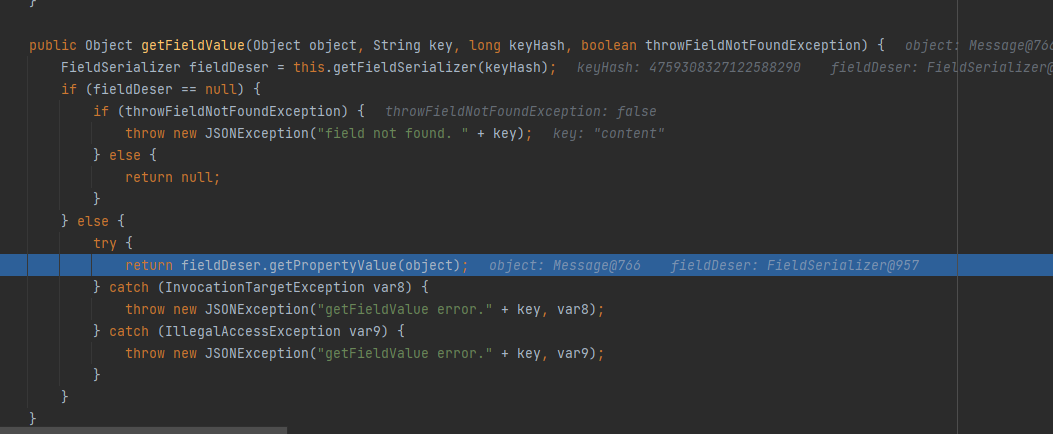 }
public Object getFieldValue(Object object, String key, long keyHash, boolean throwFieldNotFoundException) { object: Message@766
FieldSerializer fieldDeser = this.getFieldSerializer(keyHash); keyHash: 4759308327122588290 fieldDeser: FieldSerializer@
if (fieldDeser == null) {
if (throwFieldNotFoundException) { throwFieldNotFoundException: false
throw new JSONException("field not found. " + key); key: "content"
} else {
return null;
}
} else {
try {
return fieldDeser.getPropertyValue(object); object: Message@766 fieldDeser: FieldSerializer@957
} catch (InvocationTargetException var8) {
throw new JSONException("getFieldValue error." + key, var8);
} catch (IllegalAccessException var9) {
throw new JSONException("getFieldValue error." + key, var9);
}
}
}